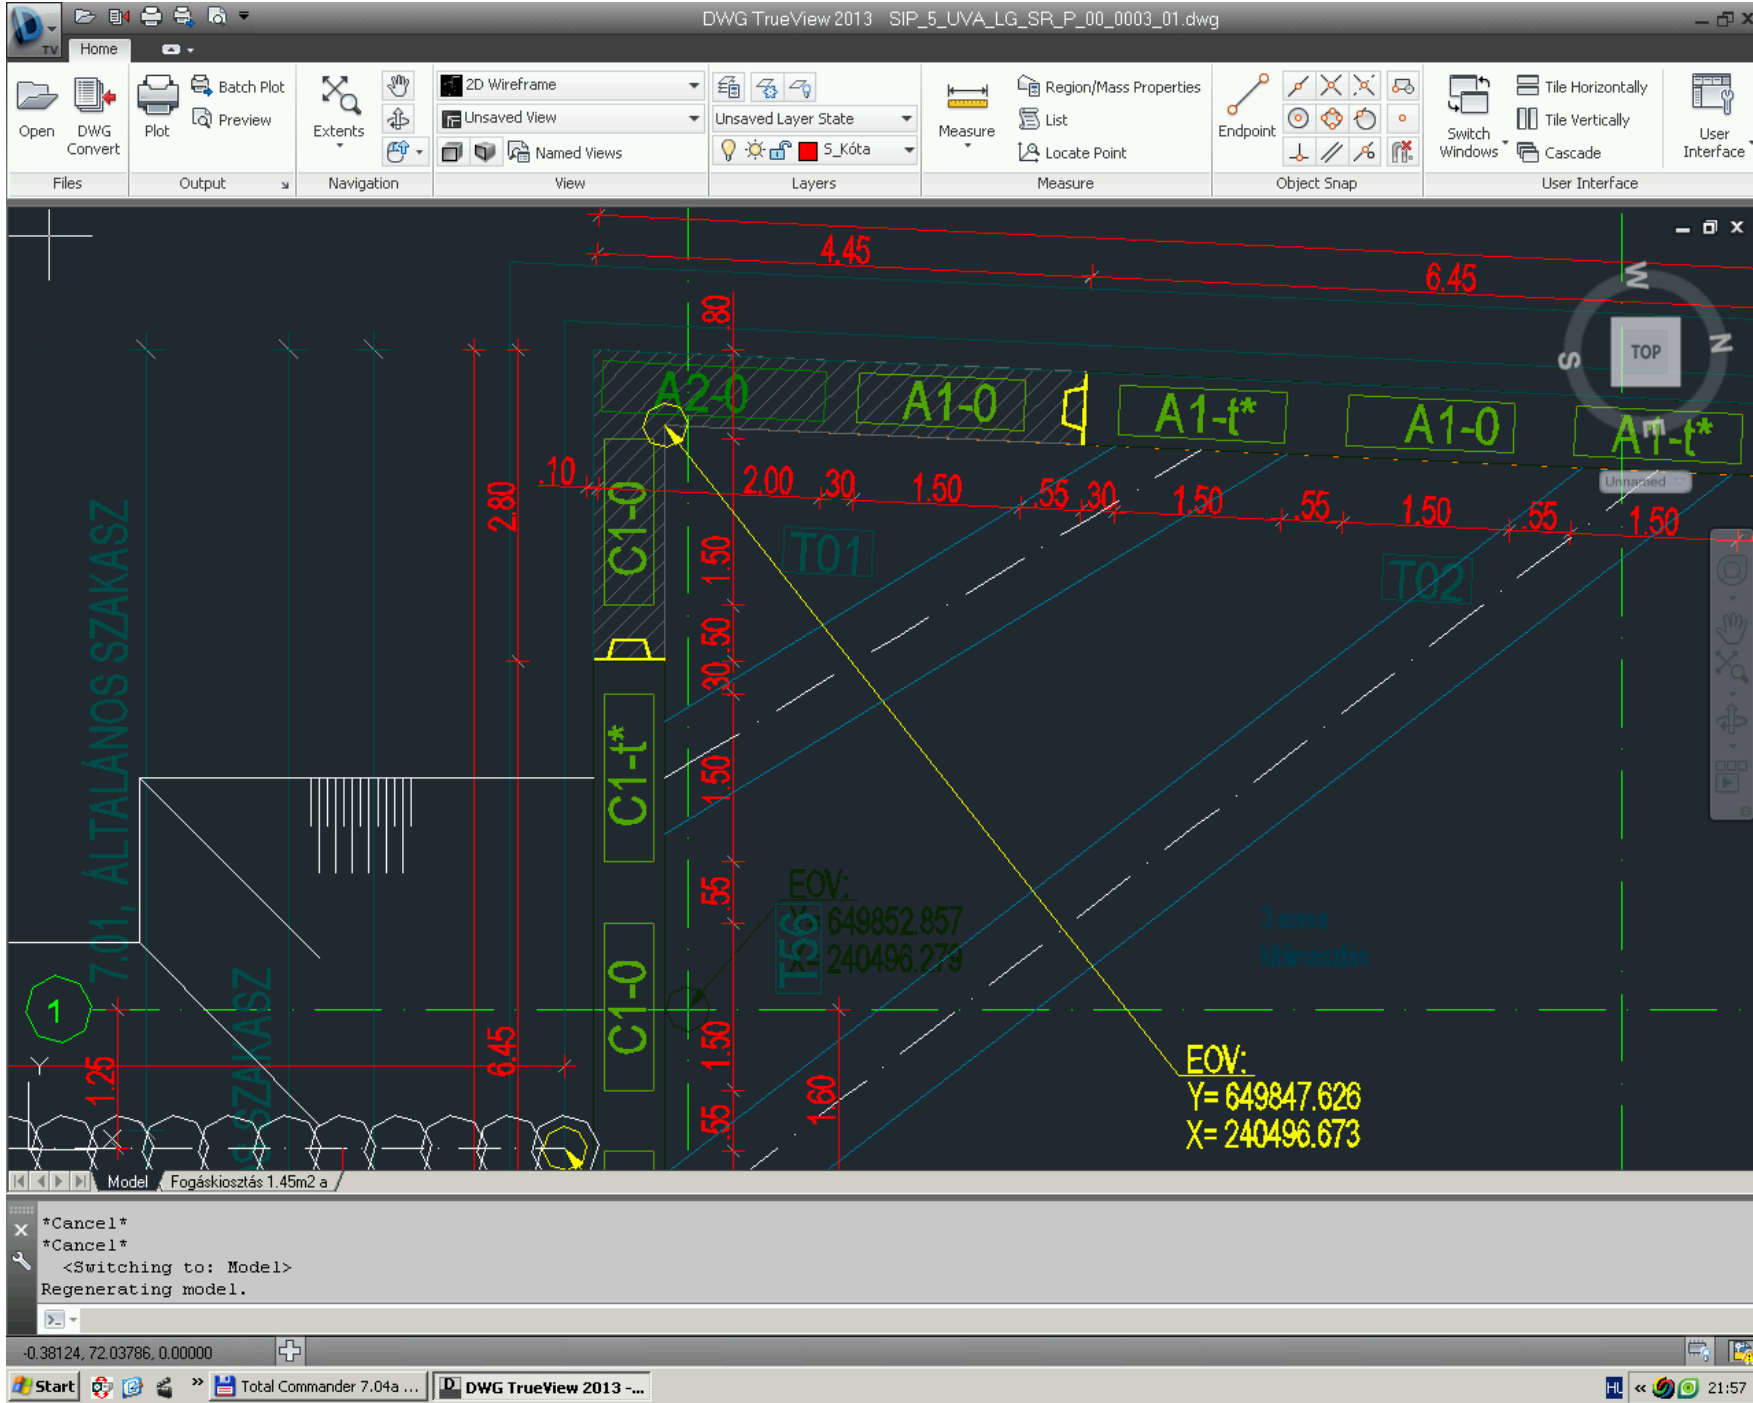 DWG TrueView 2013 SIP_5_UVA_LG_SR_P_00_0003_01.dwg
TV
Home
Open
DWG Convert
Files
Plot
Batch Plot
Preview
Output
Extents
Navigation
2D Wireframe
Unsaved View
Named Views
View
Unsaved Layer State
S_Kóta
Layers
Measure
Region/Mass Properties
List
Locate Point
Measure
Endpoint
Object Snap
Switch Windows
Tile Horizontally
Tile Vertically
Cascade
User Interface
User Interface
4.45
6.45
.80
W
N
S
E
TOP
Unnamed
A2-0
A1-0
A1-t*
A1-0
A1-t*
.10
2.00
.30
1.50
.55
.30
1.50
.55
1.50
.55
1.50
2.80
C1-0
1.50
T01
T02
.50
.30
C1-t*
1.50
.55
7.01, ÁLTALÁNOS SZAKASZ
EOV:
Y= 649852.857
X= 240496.279
T56
3 soros
kitámasztás
1
C1-0
1.50
6.45
1.25
SZAKASZ
.55
1.60
EOV:
Y= 649847.626
X= 240496.673
Y
X
Model
Fogáskiosztás 1.45m2 a
*Cancel*
*Cancel*
<Switching to: Model>
Regenerating model.
-0.38124, 72.03786, 0.00000
Start
Total Commander 7.04a ...
DWG TrueView 2013 -...
HU
21:57